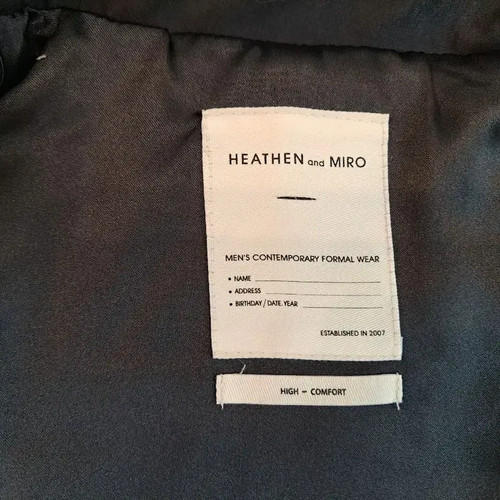 HEATHEN and MIRO
MEN'S CONTEMPORARY FORMAL WEAR
• NAME
• ADDRESS
• BIRTHDAY / DATE. YEAR
ESTABLISHED IN 2007
HIGH – COMFORT